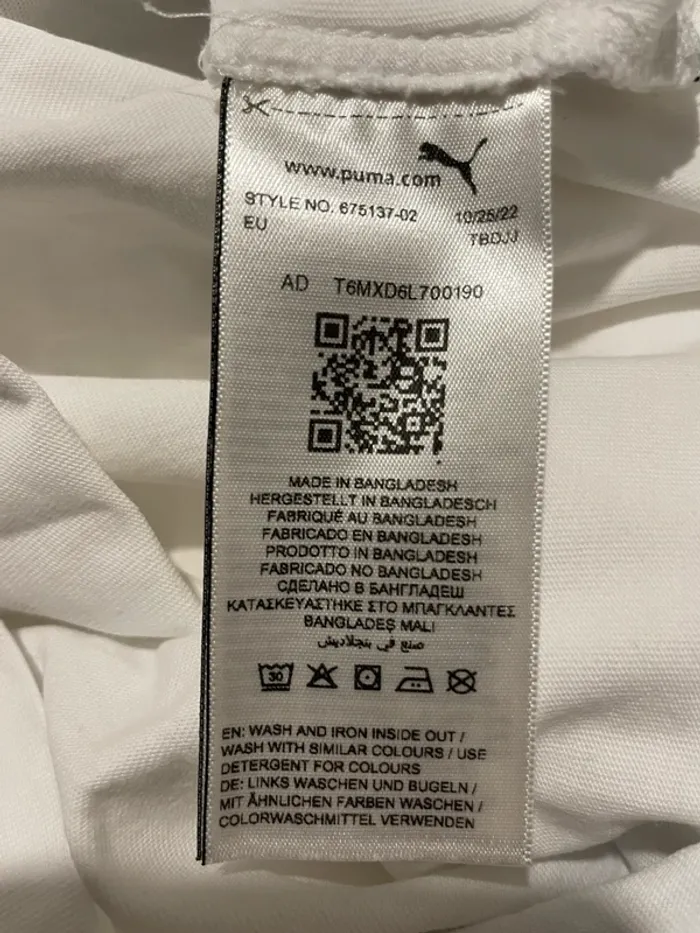 www.puma.com
STYLE NO. 675137-02 10/25/22
EU TBDJJ
AD T6MXD6L700190
MADE IN BANGLADESH
HERGESTELLT IN BANGLADESCH
FABRIQUÉ AU BANGLADESH
FABRICADO EN BANGLADESH
PRODOTTO IN BANGLADESH
FABRICADO NO BANGLADESH
СДЕЛАНО В БАНГЛАДЕШ
ΚΑΤΑΣΚΕΥΑΣΤΗΚΕ ΣΤΟ ΜΠΑΓΚΛΑΝΤΕΣ
BANGLADEŞ MALI
صنع في بنجلاديش
30
EN: WASH AND IRON INSIDE OUT /
WASH WITH SIMILAR COLOURS / USE
DETERGENT FOR COLOURS
DE: LINKS WASCHEN UND BUGELN /
MIT ÄHNLICHEN FARBEN WASCHEN /
COLORWASCHMITTEL VERWENDEN